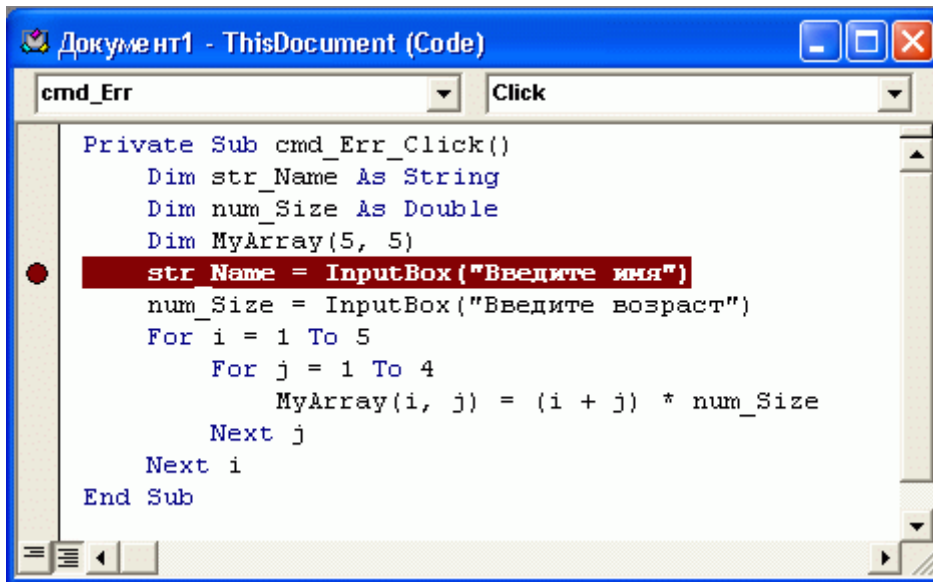 Документ1 - ThisDocument (Code)
cmd_Err Click
Private Sub cmd_Err_Click()
Dim str_Name As String
Dim num_Size As Double
Dim MyArray(5, 5)
str_Name = InputBox("Введите имя")
num_Size = InputBox("Введите возраст")
For i = 1 To 5
For j = 1 To 4
MyArray(i, j) = (i + j) * num_Size
Next j
Next i
End Sub